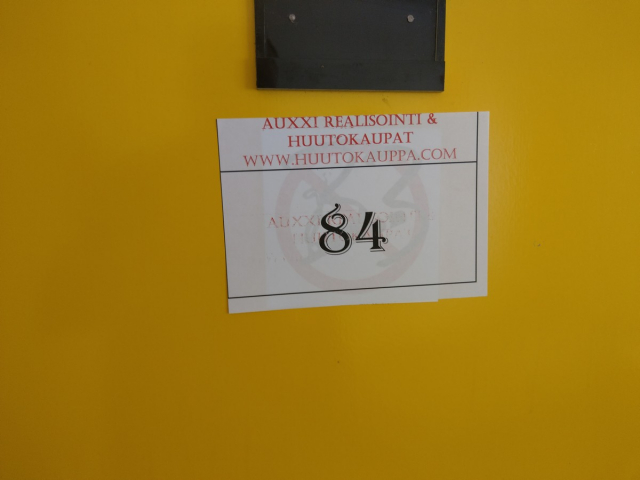 AUXXI REALISOINTI &
HUUTOKAUPAT
WWW.HUUTOKAUPPA.COM
84